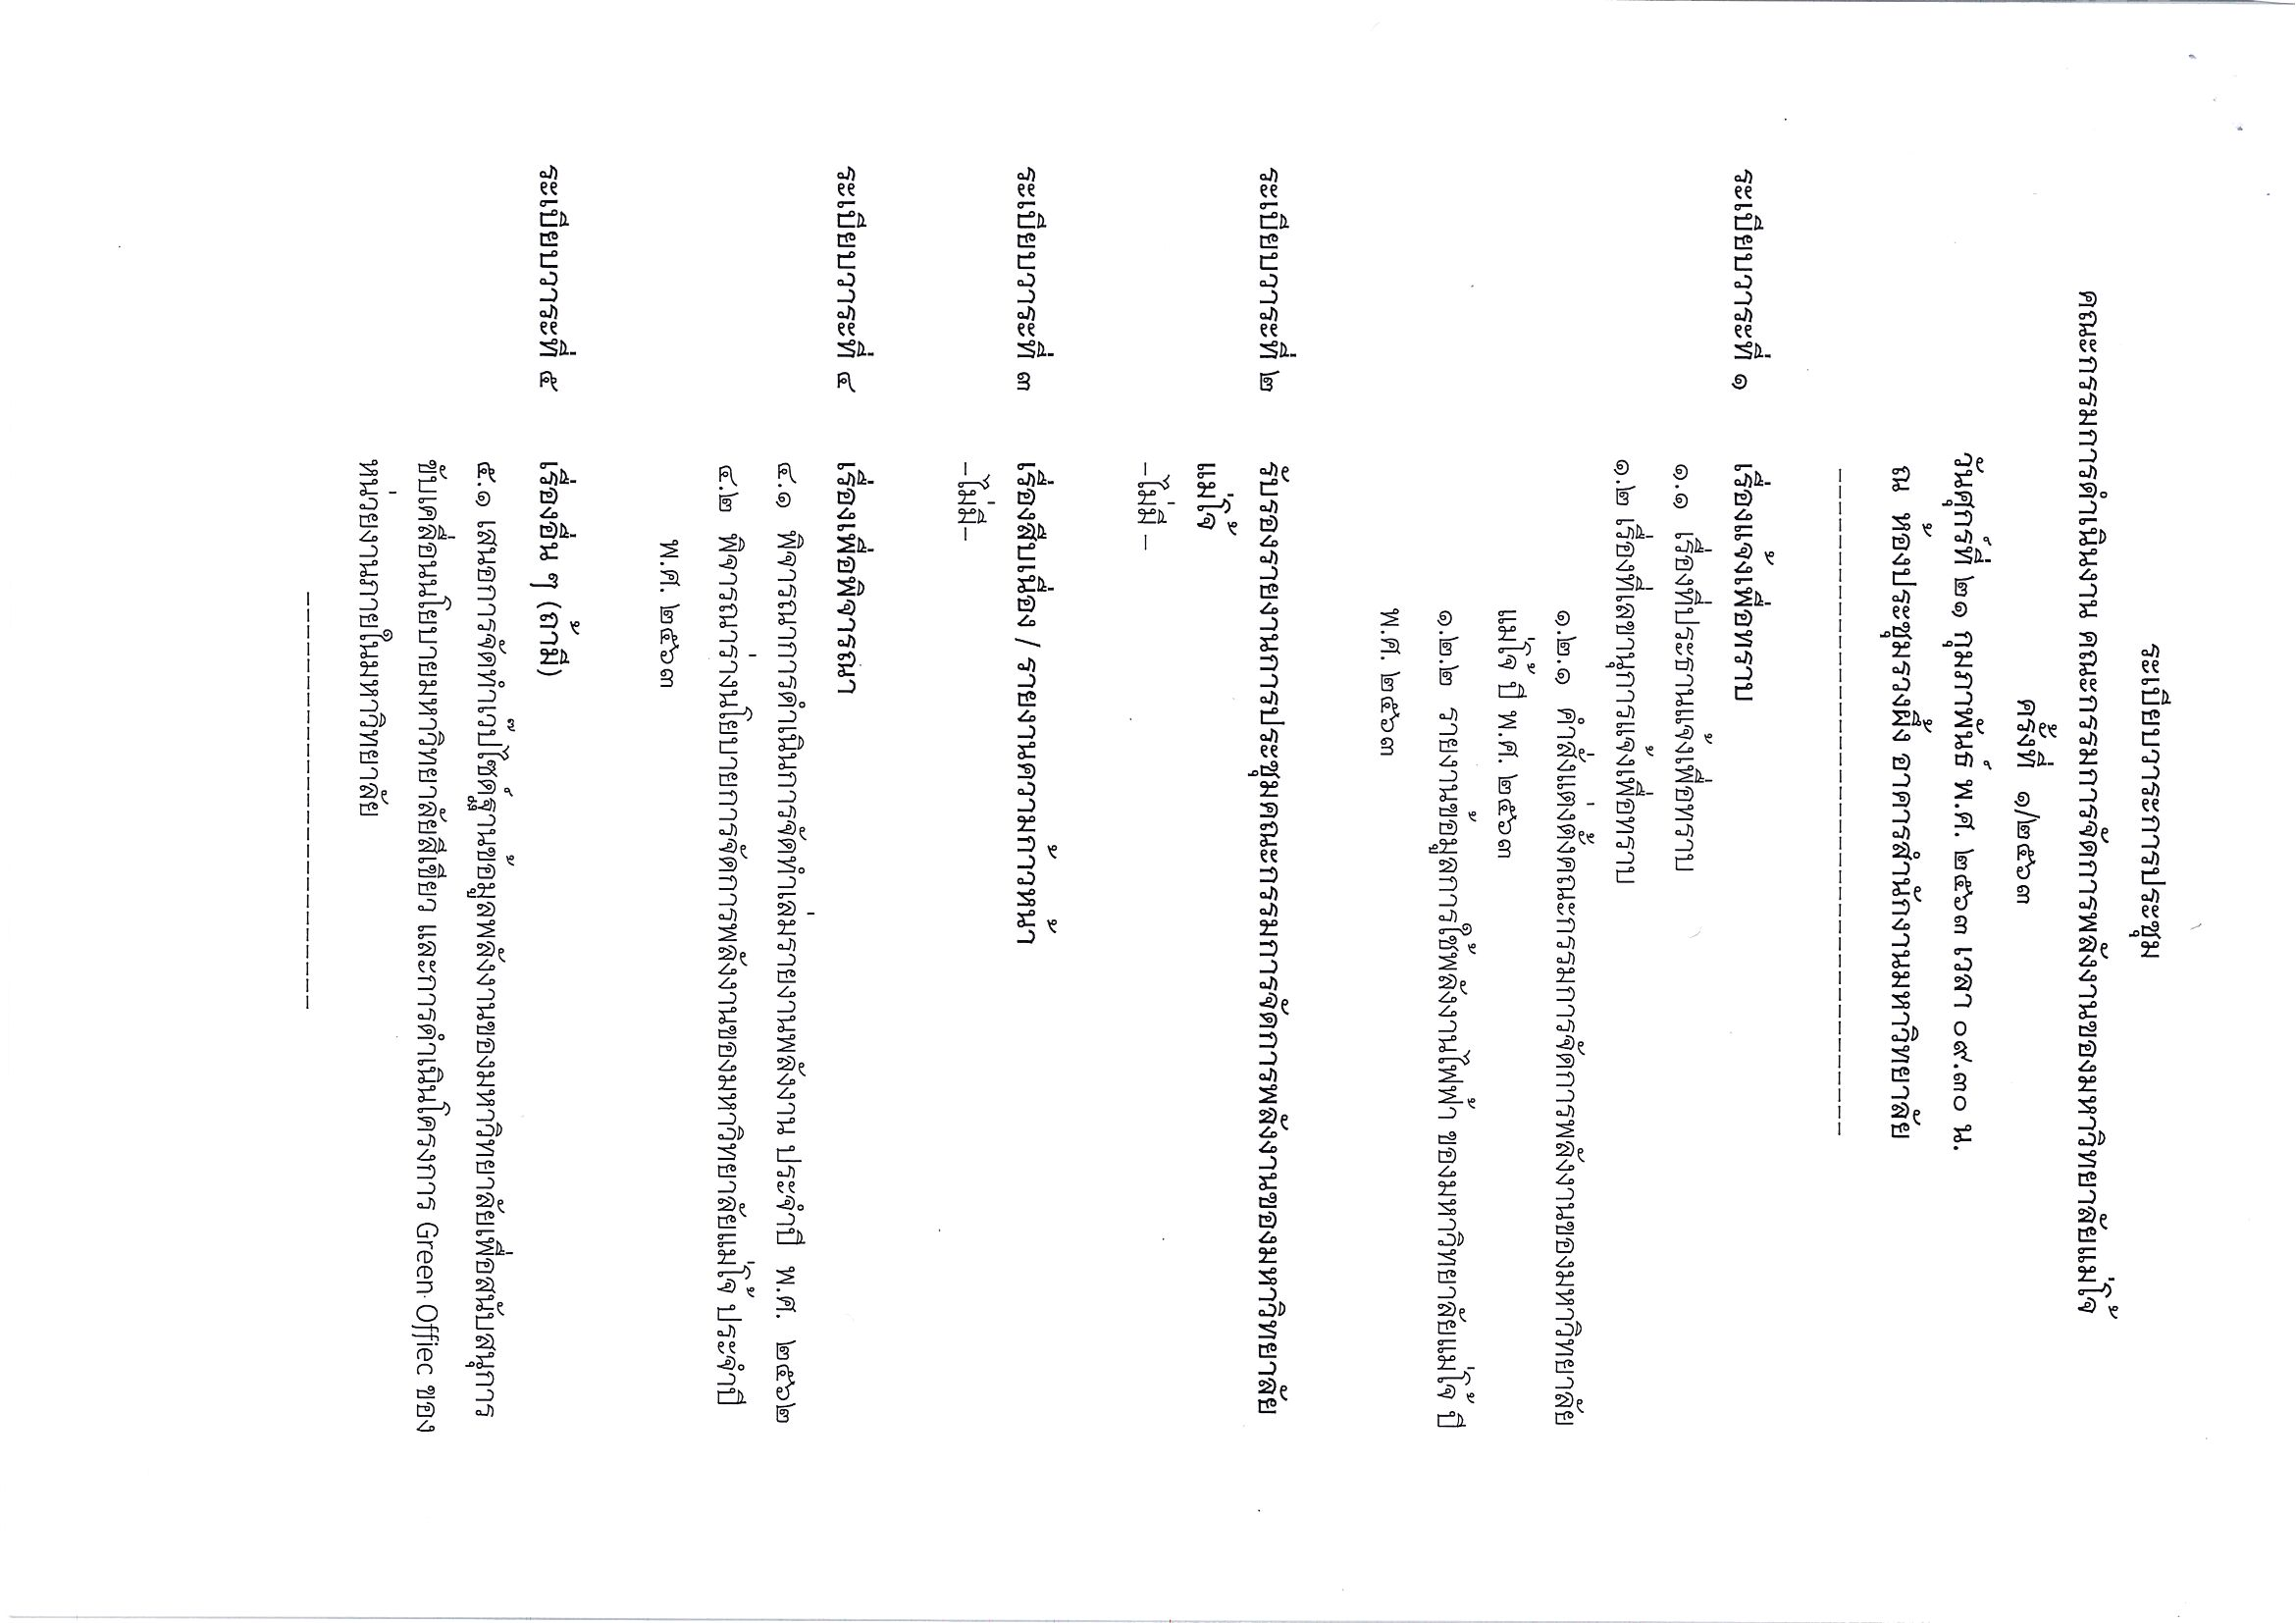 ระเบียบวาระการประชุม
คณะกรรมการดำเนินงาน คณะกรรมการจัดการพลังงานของมหาวิทยาลัยแม่โจ้
ครั้งที่ ๑/๒๕๖๓
วันศุกร์ที่ ๒๑ กุมภาพันธ์ พ.ศ. ๒๕๖๓ เวลา ๐๙.๓๐ น.
ณ ห้องประชุมรวงผึ้ง อาคารสำนักงานมหาวิทยาลัย
ระเบียบวาระที่ ๑ เรื่องแจ้งเพื่อทราบ
๑.๑ เรื่องที่ประธานแจ้งเพื่อทราบ
๑.๒ เรื่องที่เลขานุการแจ้งเพื่อทราบ
๑.๒.๑ คำสั่งแต่งตั้งคณะกรรมการจัดการพลังงานของมหาวิทยาลัย
แม่โจ้ ปี พ.ศ. ๒๕๖๓
๑.๒.๒ รายงานข้อมูลการใช้พลังงานไฟฟ้า ของมหาวิทยาลัยแม่โจ้ ปี
พ.ศ. ๒๕๖๓
ระเบียบวาระที่ ๒ รับรองรายงานการประชุมคณะกรรมการจัดการพลังงานของมหาวิทยาลัย
แม่โจ้
–ไม่มี –
ระเบียบวาระที่ ๓ เรื่องสืบเนื่อง / รายงานความก้าวหน้า
–ไม่มี–
ระเบียบวาระที่ ๔ เรื่องเพื่อพิจารณา
๔.๑ พิจารณาการดำเนินการจัดทำเล่มรายงานพลังงาน ประจำปี พ.ศ. ๒๕๖๒
๔.๒ พิจารณาร่างนโยบายการจัดการพลังงานของมหาวิทยาลัยแม่โจ้ ประจำปี
พ.ศ. ๒๕๖๓
ระเบียบวาระที่ ๕ เรื่องอื่น ๆ (ถ้ามี)
๕.๑ เสนอการจัดทำเว็ปไซด์ฐานข้อมูลพลังงานของมหาวิทยาลัยเพื่อสนับสนุการ
ขับเคลื่อนนโยบายมหาวิทยาลัยสีเขียว และการดำเนินโครงการ Green Offiec ของ
หน่วยงานภายในมหาวิทยาลัย